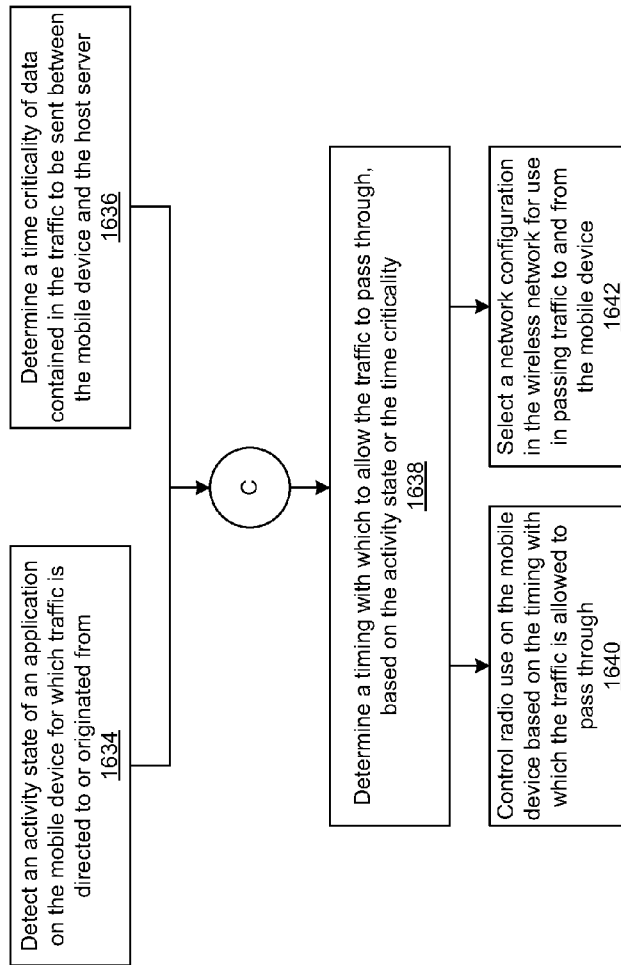 Detect an activity state of an application
on the mobile device for which traffic is
directed to or originated from
1634
Determine a time criticality of data
contained in the traffic to be sent between
the mobile device and the host server
1636
C
Determine a timing with which to allow the traffic to pass through,
based on the activity state or the time criticality
1638
Control radio use on the mobile
device based on the timing with
which the traffic is allowed to
pass through
1640
Select a network configuration
in the wireless network for use
in passing traffic to and from
the mobile device
1642